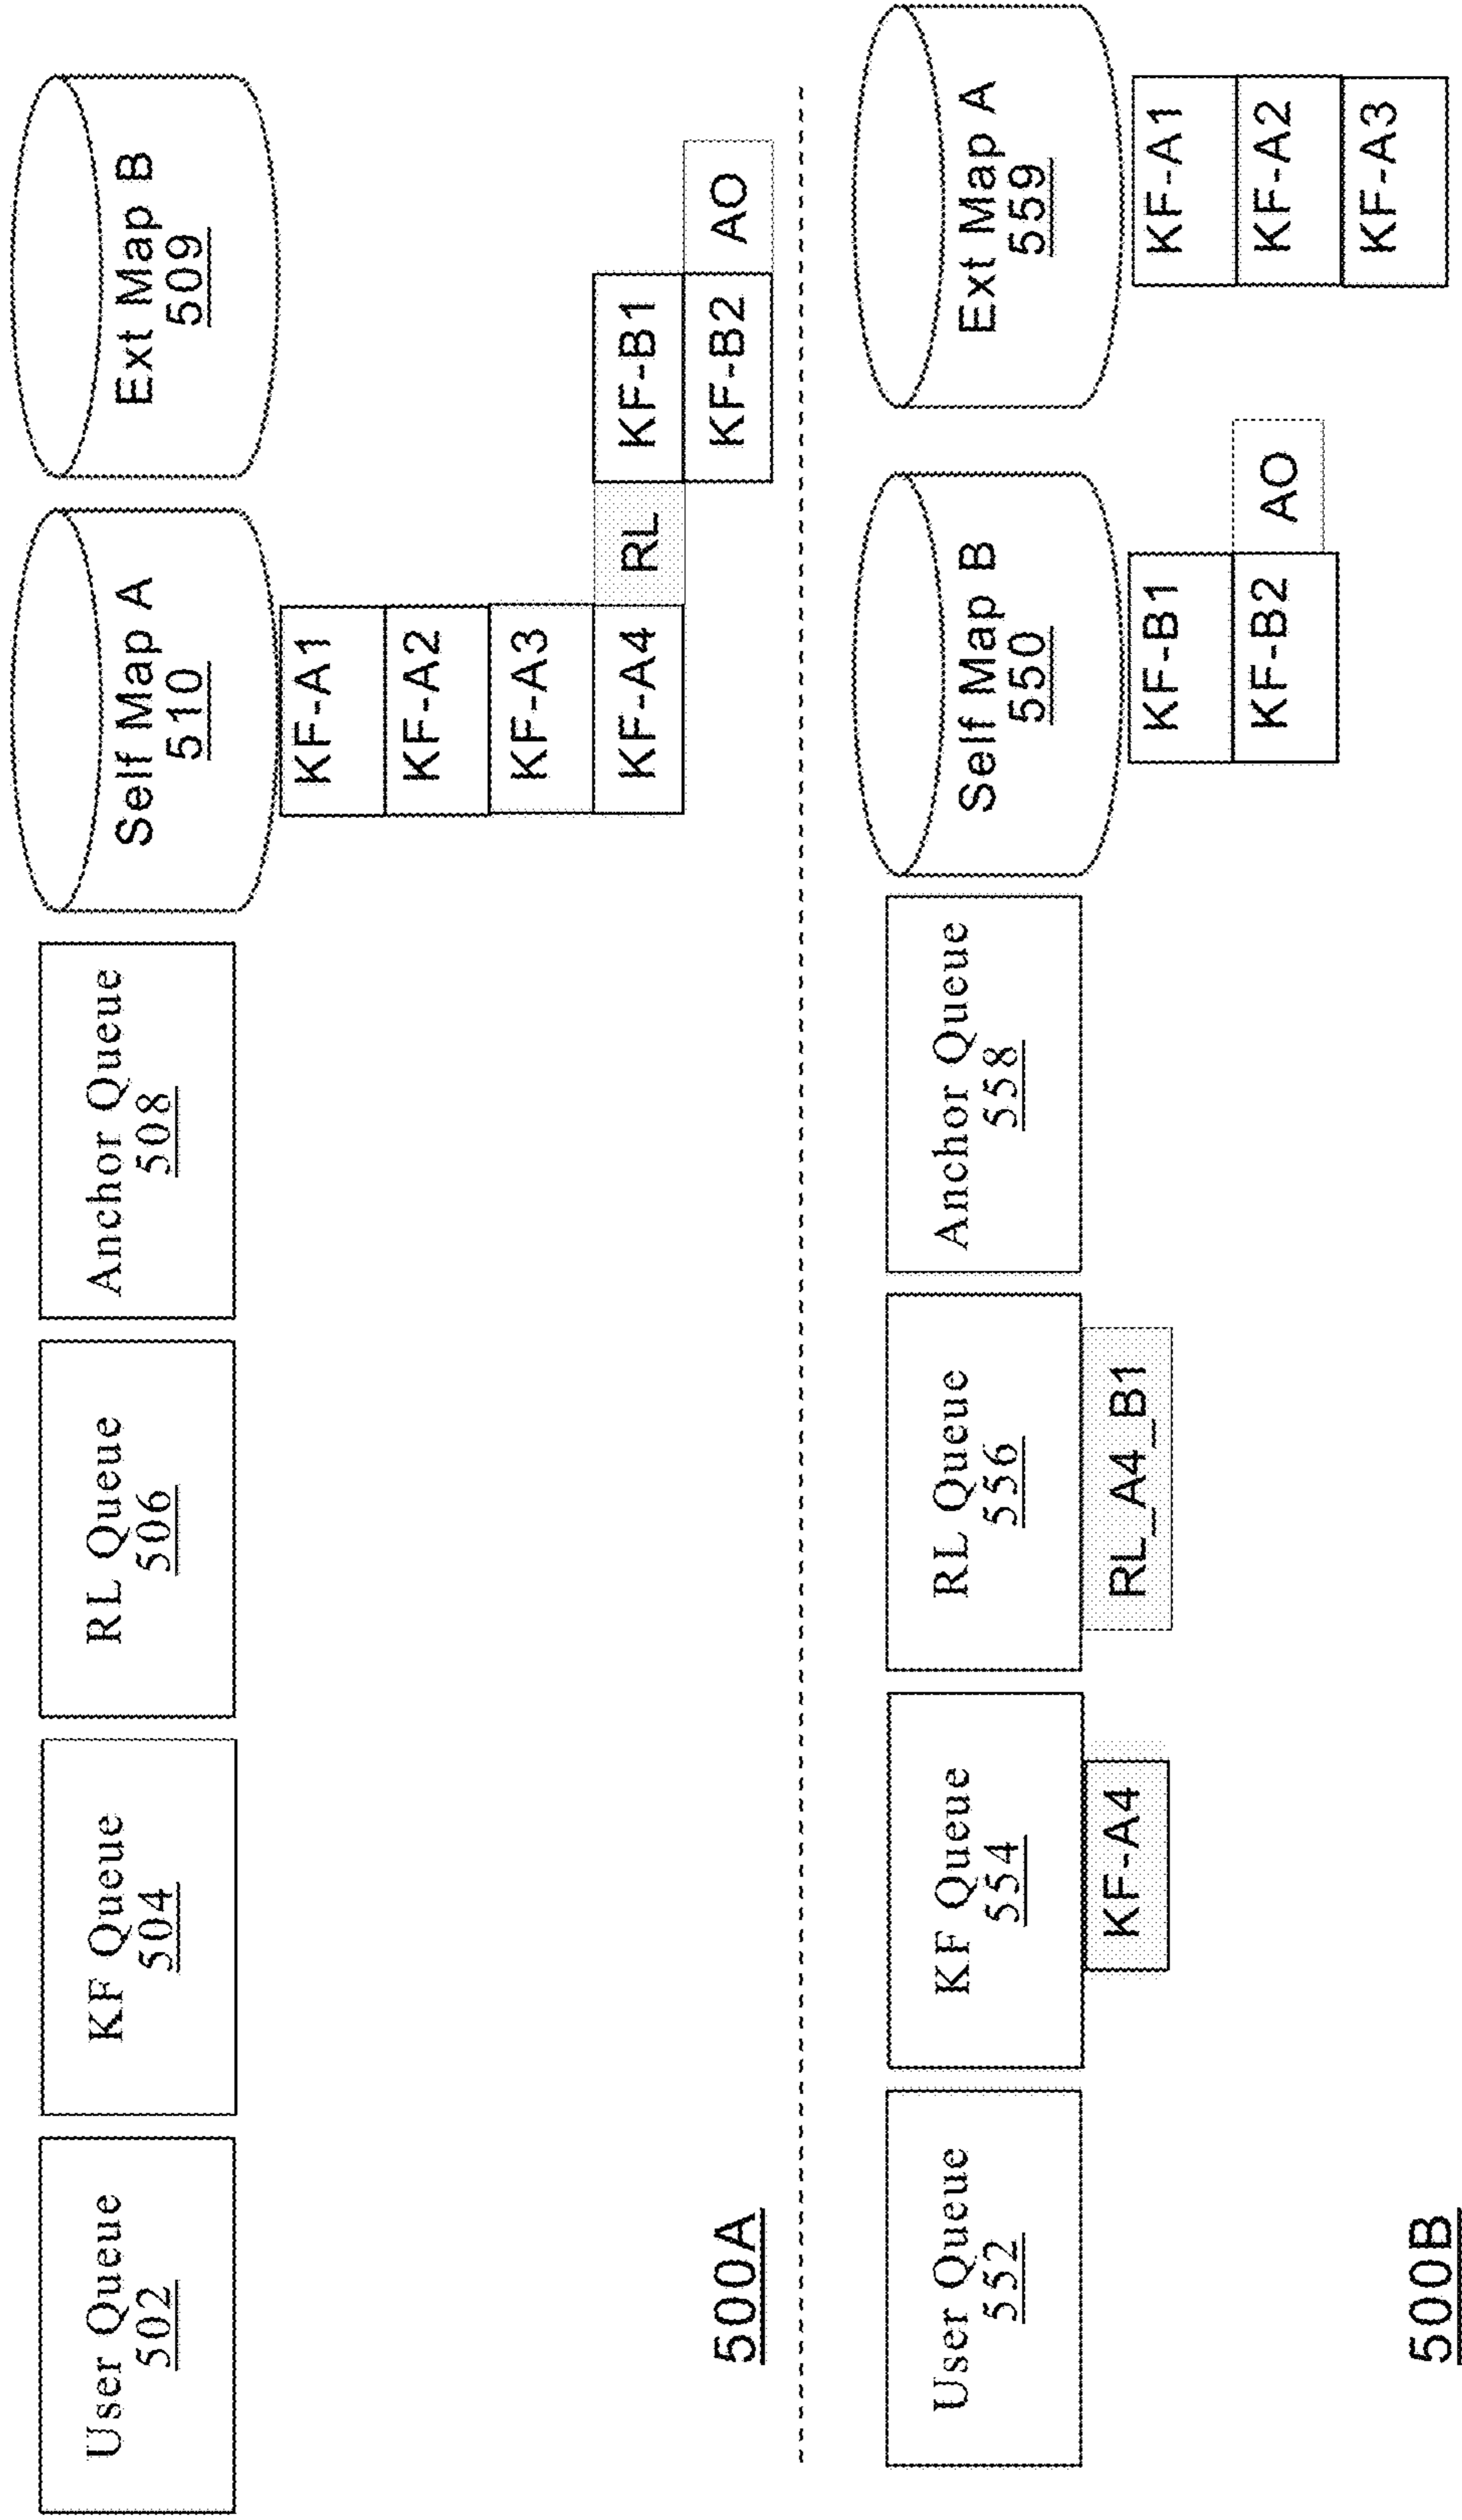 User Queue
502
KF Queue
504
RL Queue
506
Anchor Queue
508
Self Map A
510
Ext Map B
509
KF-A1
KF-A2
KF-A3
KF-A4
RL
KF-B1
KF-B2
AO
500A
User Queue
552
KF Queue
554
RL Queue
556
Anchor Queue
558
Self Map B
550
Ext Map A
559
KF-A4
RL_A4_B1
KF-B1
KF-B2
AO
KF-A1
KF-A2
KF-A3
500B